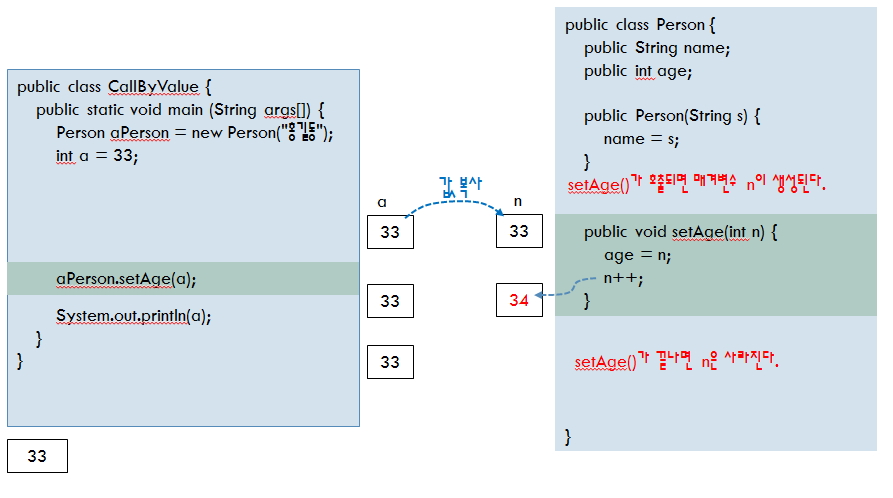 public class CallByValue {
public static void main (String args[]) {
Person aPerson = new Person("홍길동");
int a = 33;
aPerson.setAge(a);
System.out.println(a);
}
}
33
값 복사
a
n
33
33
33
34
33
public class Person {
public String name;
public int age;
public Person(String s) {
name = s;
}
setAge()가 호출되면 매개변수 n이 생성된다.
public void setAge(int n) {
age = n;
n++;
}
setAge()가 끝나면 n은 사라진다.
}